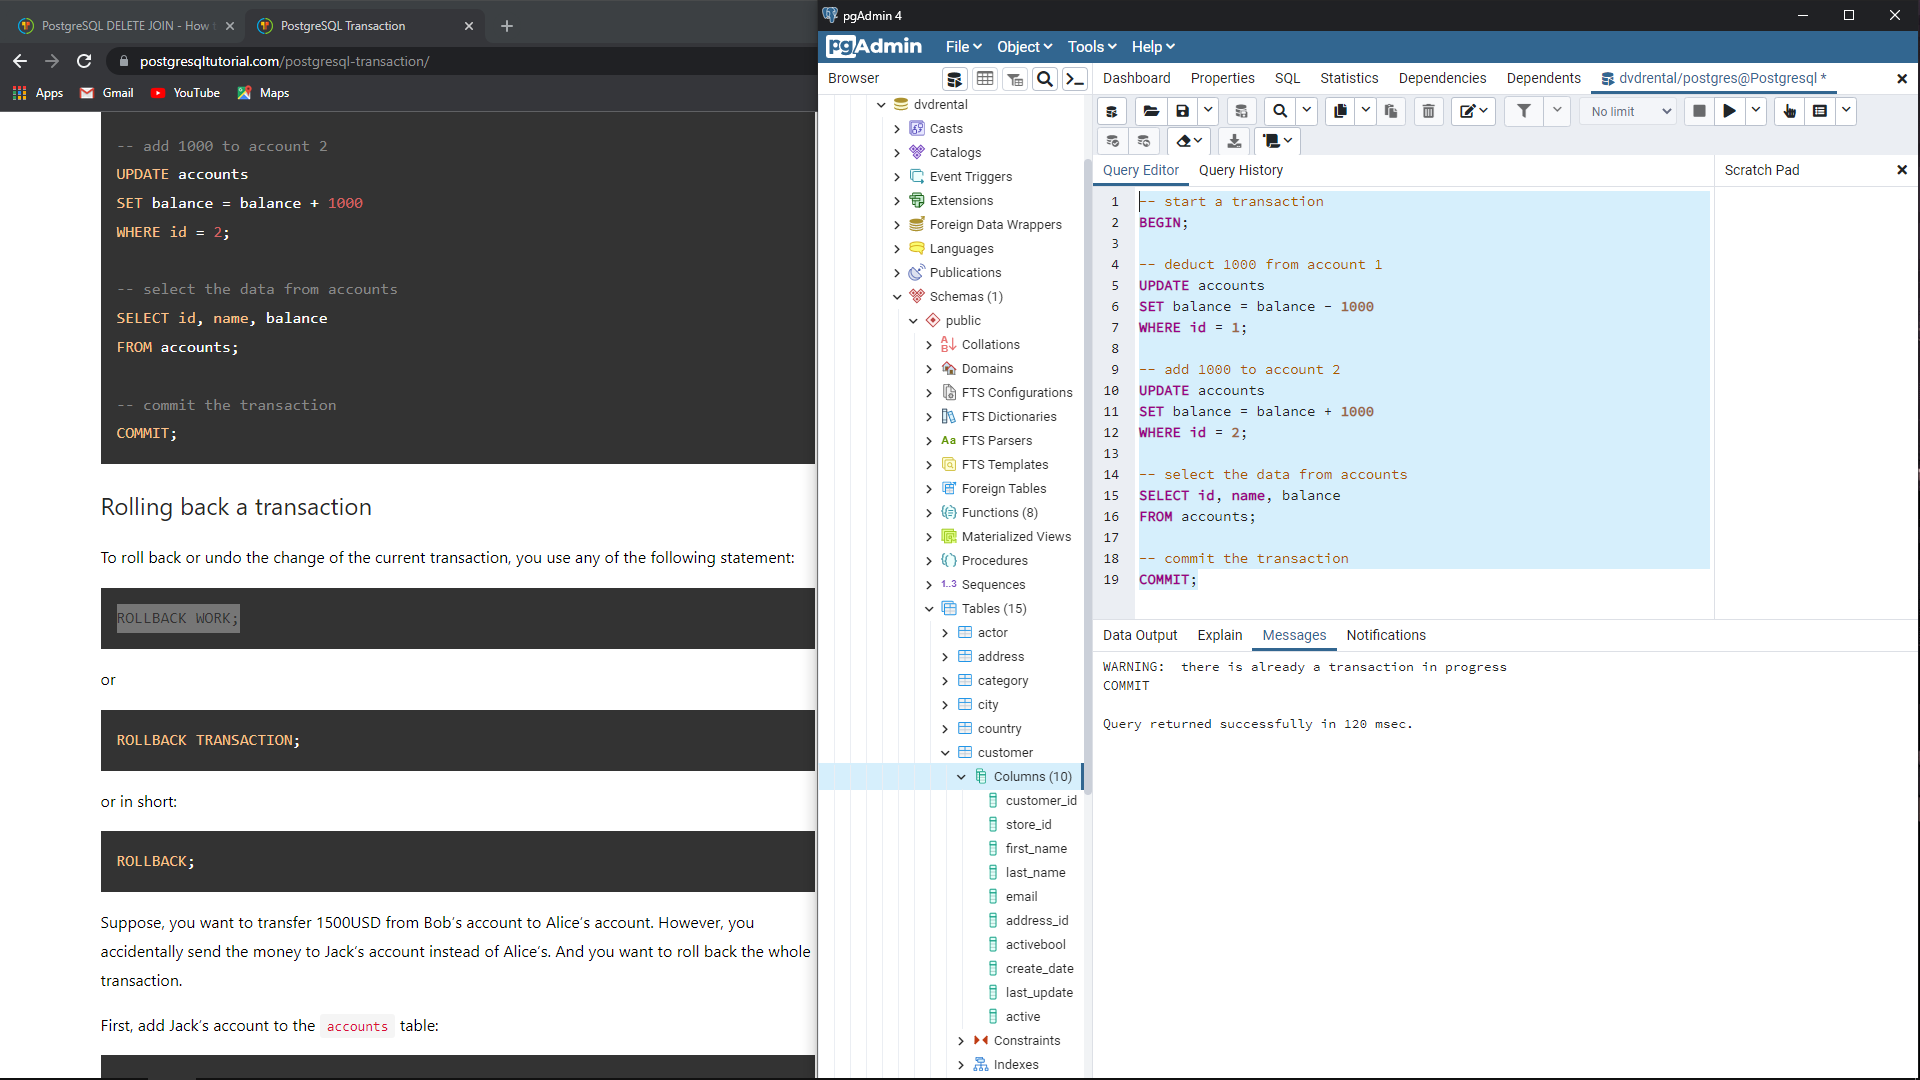 PostgreSQL DELETE JOIN - How
PostgreSQL Transaction
postgresqltutorial.com/postgresql-transaction/
Apps
Gmail
YouTube
Maps
-- add 1000 to account 2
UPDATE accounts
SET balance = balance + 1000
WHERE id = 2;
-- select the data from accounts
SELECT id, name, balance
FROM accounts;
-- commit the transaction
COMMIT;
Rolling back a transaction
To roll back or undo the change of the current transaction, you use any of the following statement:
ROLLBACK WORK;
or
ROLLBACK TRANSACTION;
or in short:
ROLLBACK;
Suppose, you want to transfer 1500USD from Bob's account to Alice's account. However, you
accidentally send the money to Jack's account instead of Alice's. And you want to roll back the whole
transaction.
First, add Jack's account to the accounts table:
pgAdmin 4
pgAdmin
File
Object
Tools
Help
Browser
Dashboard
Properties
SQL
Statistics
Dependencies
Dependents
dvdrental/postgres@Postgresql *
dvdrental
Casts
Catalogs
Event Triggers
Extensions
Foreign Data Wrappers
Languages
Publications
Schemas (1)
public
Collations
Domains
FTS Configurations
FTS Dictionaries
Aa FTS Parsers
FTS Templates
Foreign Tables
Functions (8)
Materialized Views
Procedures
1..3 Sequences
Tables (15)
actor
address
category
city
country
customer
Columns (10)
customer_id
store_id
first_name
last_name
email
address_id
activebool
create_date
last_update
active
Constraints
Indexes
No limit
Query Editor
Query History
Scratch Pad
1 -- start a transaction
2 BEGIN;
3
4 -- deduct 1000 from account 1
5 UPDATE accounts
6 SET balance = balance - 1000
7 WHERE id = 1;
8
9 -- add 1000 to account 2
10 UPDATE accounts
11 SET balance = balance + 1000
12 WHERE id = 2;
13
14 -- select the data from accounts
15 SELECT id, name, balance
16 FROM accounts;
17
18 -- commit the transaction
19 COMMIT;
Data Output
Explain
Messages
Notifications
WARNING:  there is already a transaction in progress
COMMIT
Query returned successfully in 120 msec.